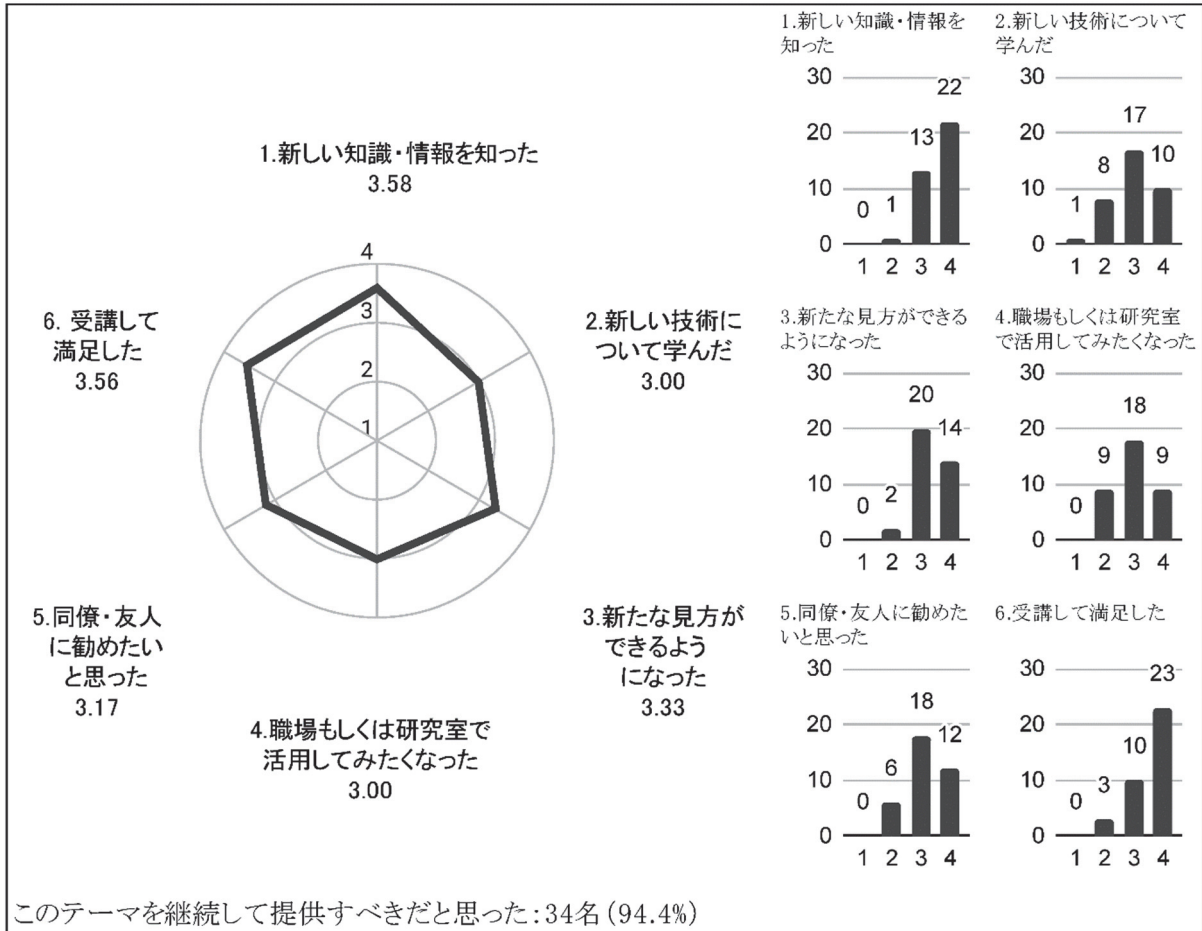 1.新しい知識・情報を知った
3.58
4
3
2
1
2.新しい技術に
ついて学んだ
3.00
3.新たな見方が
できるよう
になった
3.33
4.職場もしくは研究室で
活用してみたくなった
3.00
5.同僚・友人
に勧めたい
と思った
3.17
6. 受講して
満足した
3.56
1.新しい知識・情報を
知った
30
20
10
0
0
1
13
22
1 2 3 4
2.新しい技術について
学んだ
30
20
10
0
1
8
17
10
1 2 3 4
3.新たな見方ができる
ようになった
30
20
10
0
0
2
20
14
1 2 3 4
4.職場もしくは研究室
で活用してみたくなった
30
20
10
0
0
9
18
9
1 2 3 4
5.同僚・友人に勧めた
いと思った
30
20
10
0
0
6
18
12
1 2 3 4
6.受講して満足した
30
20
10
0
0
3
10
23
1 2 3 4
このテーマを継続して提供すべきだと思った:34名(94.4%)